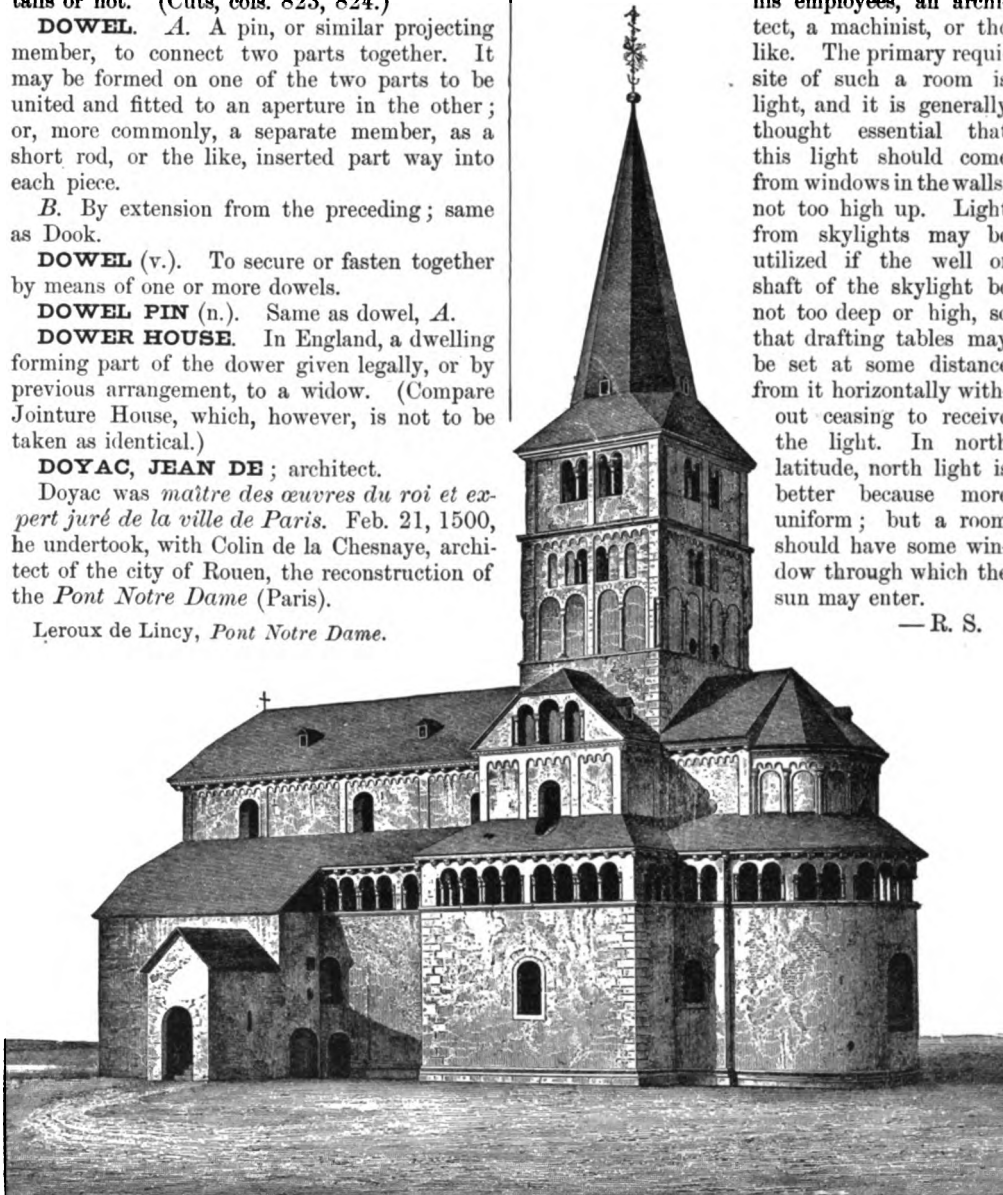 tails or not. (Cuts, cols. 823, 824.)
DOWEL. A. A pin, or similar projecting
member, to connect two parts together. It
may be formed on one of the two parts to be
united and fitted to an aperture in the other;
or, more commonly, a separate member, as a
short rod, or the like, inserted part way into
each piece.
B. By extension from the preceding; same
as Dook.
DOWEL (v.). To secure or fasten together
by means of one or more dowels.
DOWEL PIN (n.). Same as dowel, A.
DOWER HOUSE. In England, a dwelling
forming part of the dower given legally, or by
previous arrangement, to a widow. (Compare
Jointure House, which, however, is not to be
taken as identical.)
DOYAC, JEAN DE; architect.
Doyac was maître des œuvres du roi et ex-
pert juré de la ville de Paris. Feb. 21, 1500,
he undertook, with Colin de la Chesnaye, archi-
tect of the city of Rouen, the reconstruction of
the Pont Notre Dame (Paris).
Leroux de Lincy, Pont Notre Dame.
his employees, an archi
tect, a machinist, or the
like. The primary requi
site of such a room is
light, and it is generally
thought essential that
this light should come
from windows in the walls
not too high up. Light
from skylights may be
utilized if the well or
shaft of the skylight be
not too deep or high, so
that drafting tables may
be set at some distance
from it horizontally with
out ceasing to receive
the light. In north
latitude, north light is
better because more
uniform; but a room
should have some win
dow through which the
sun may enter.
— R. S.